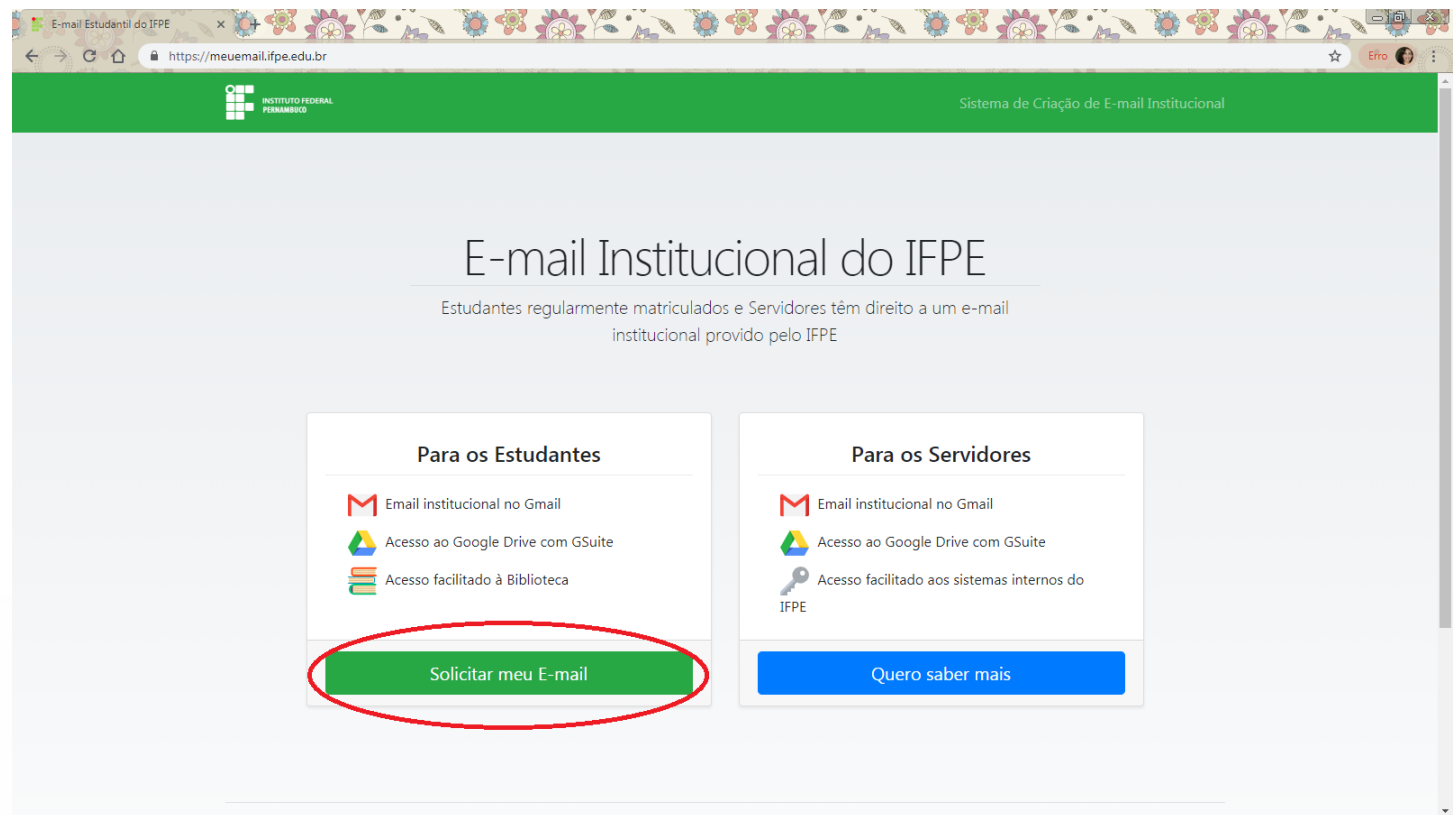 E-mail Estudantil do IFPE
https://meuemail.ifpe.edu.br
Erro
INSTITUTO FEDERAL
PERNAMBUCO
Sistema de Criação de E-mail Institucional
E-mail Institucional do IFPE
Estudantes regularmente matriculados e Servidores têm direito a um e-mail
institucional provido pelo IFPE
Para os Estudantes
Email institucional no Gmail
Acesso ao Google Drive com GSuite
Acesso facilitado à Biblioteca
Solicitar meu E-mail
Para os Servidores
Email institucional no Gmail
Acesso ao Google Drive com GSuite
Acesso facilitado aos sistemas internos do
IFPE
Quero saber mais